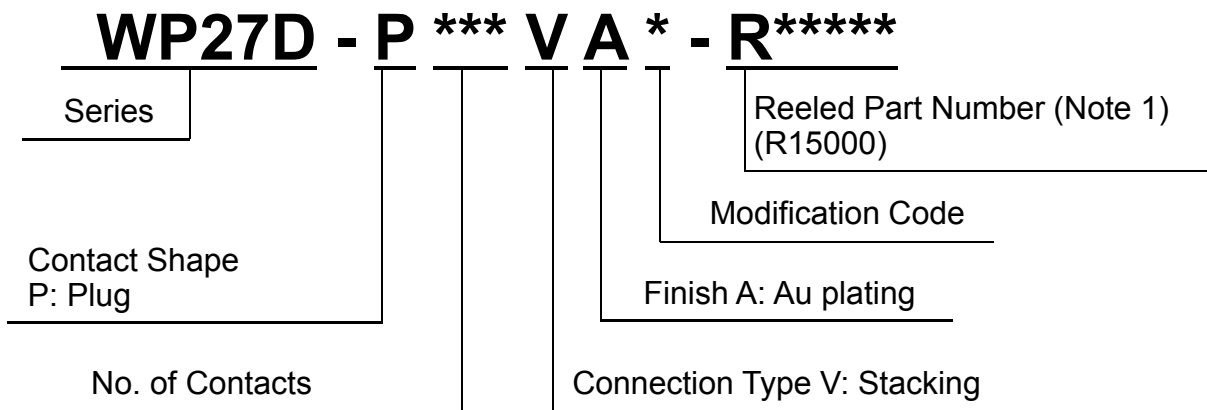 WP27D - P *** V A * - R*****
Series
Reeled Part Number (Note 1)
(R15000)
Modification Code
Contact Shape
P: Plug
Finish A: Au plating
No. of Contacts
Connection Type V: Stacking